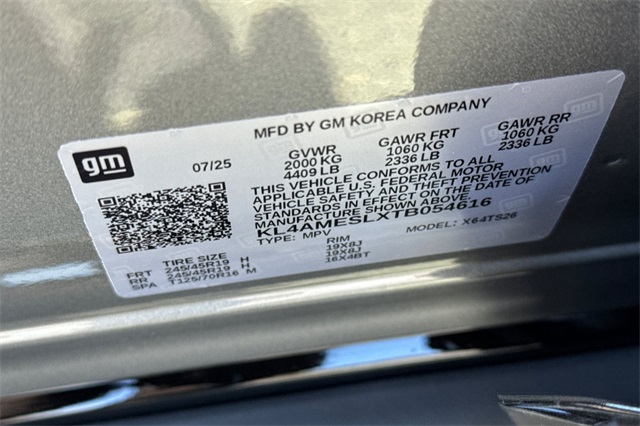 MFD BY GM KOREA COMPANY
gm
07/25
GVWR GAWR FRT GAWR RR
2000 KG 1060 KG 1060 KG
4409 LB 2336 LB 2336 LB
THIS VEHICLE CONFORMS TO ALL
APPLICABLE U.S. FEDERAL MOTOR
VEHICLE SAFETY AND THEFT PREVENTION
STANDARDS IN EFFECT ON THE DATE OF
MANUFACTURE SHOWN ABOVE.
KL4AMESLXTB054616
TYPE: MPV MODEL: X64TS26
TIRE SIZE RIM
FRT 245/45R19 H 19X8J
RR 245/45R19 H 19X8J
SPA T125/70R16 M 16X4BT